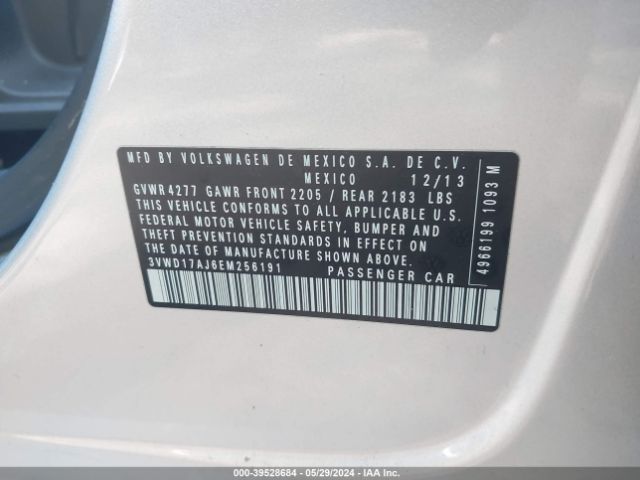 MFD BY VOLKSWAGEN DE MEXICO S.A. DE C.V.
MEXICO 12/13
GVWR 4277 GAWR FRONT 2205 / REAR 2183 LBS
THIS VEHICLE CONFORMS TO ALL APPLICABLE U.S.
FEDERAL MOTOR VEHICLE SAFETY, BUMPER AND
THEFT PREVENTION STANDARDS IN EFFECT ON
THE DATE OF MANUFACTURE SHOWN ABOVE.
3VWD17AJ6EM256191 PASSENGER CAR
4966199 1093 M
000-39528684 | 05/29/2024 | Copyright IAA Inc.